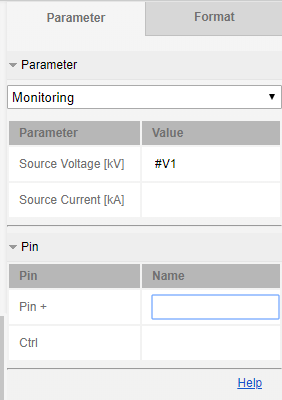 Parameter Format
Parameter
Monitoring
Parameter Value
Source Voltage [kV] #V1
Source Current [kA]
Pin
Pin Name
Pin +
Ctrl
Help